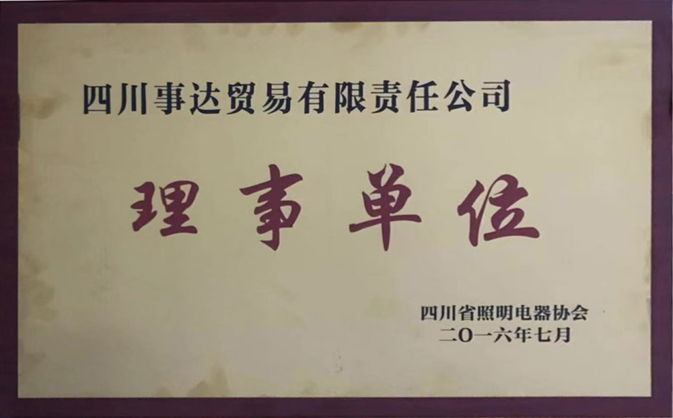 四川事达贸易有限责任公司
理事单位
四川省照明电器协会
二〇一六年七月